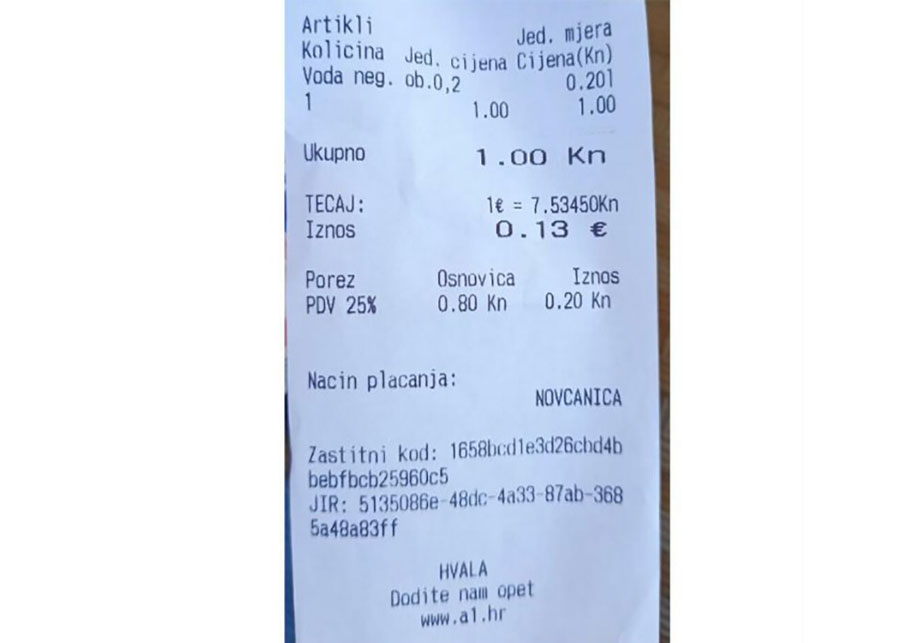 Artikli
Jed. mjera
Kolicina Jed. cijena Cijena(Kn)
Voda neg. ob.0,2 0.20l
1 1.00 1.00
Ukupno 1.00 Kn
TECAJ: 1€ = 7.53450Kn
Iznos 0.13 €
Porez Osnovica Iznos
PDV 25% 0.80 Kn 0.20 Kn
Nacin placanja:
NOVCANICA
Zastitni kod: 1658bcd1e3d26cbd4b
bebfbcb25960c5
JIR: 5135086e-48dc-4a33-87ab-368
5a48a83ff
HVALA
Dodite nam opet
www.a1.hr